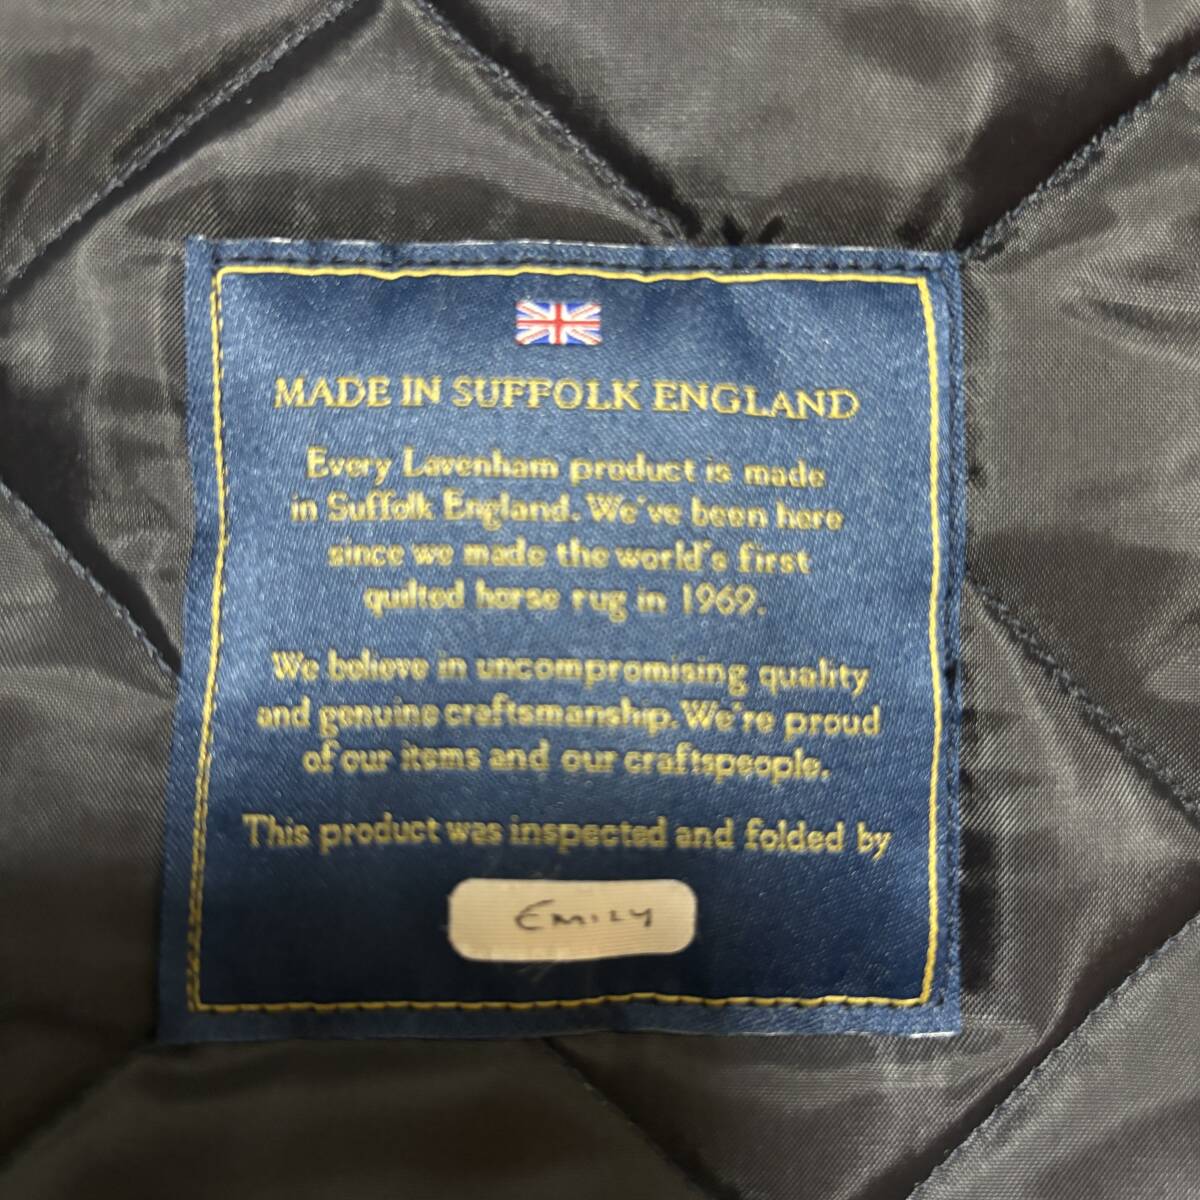 MADE IN SUFFOLK ENGLAND
Every Lavenham product is made
in Suffolk England. We've been here
since we made the world's first
quilted horse rug in 1969.
We believe in uncompromising quality
and genuine craftsmanship. We're proud
of our items and our craftspeople.
This product was inspected and folded by
EMILY